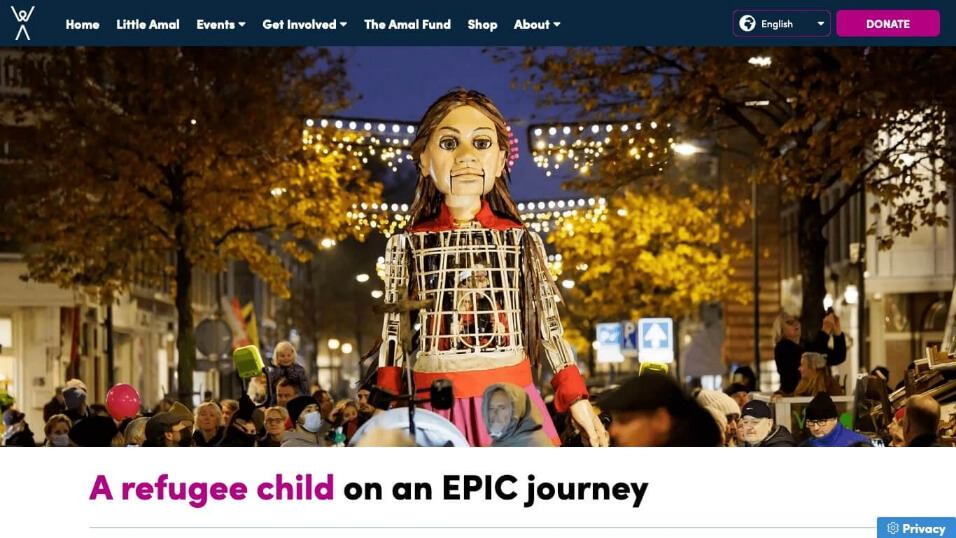 Home Little Amal Events Get Involved The Amal Fund Shop About English DONATE
P
A refugee child on an EPIC journey
Privacy